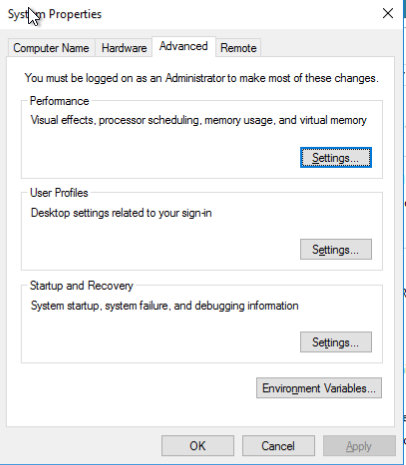 System Properties
Computer Name Hardware Advanced Remote
You must be logged on as an Administrator to make most of these changes.
Performance
Visual effects, processor scheduling, memory usage, and virtual memory
Settings...
User Profiles
Desktop settings related to your sign-in
Settings...
Startup and Recovery
System startup, system failure, and debugging information
Settings...
Environment Variables...
OK Cancel Apply